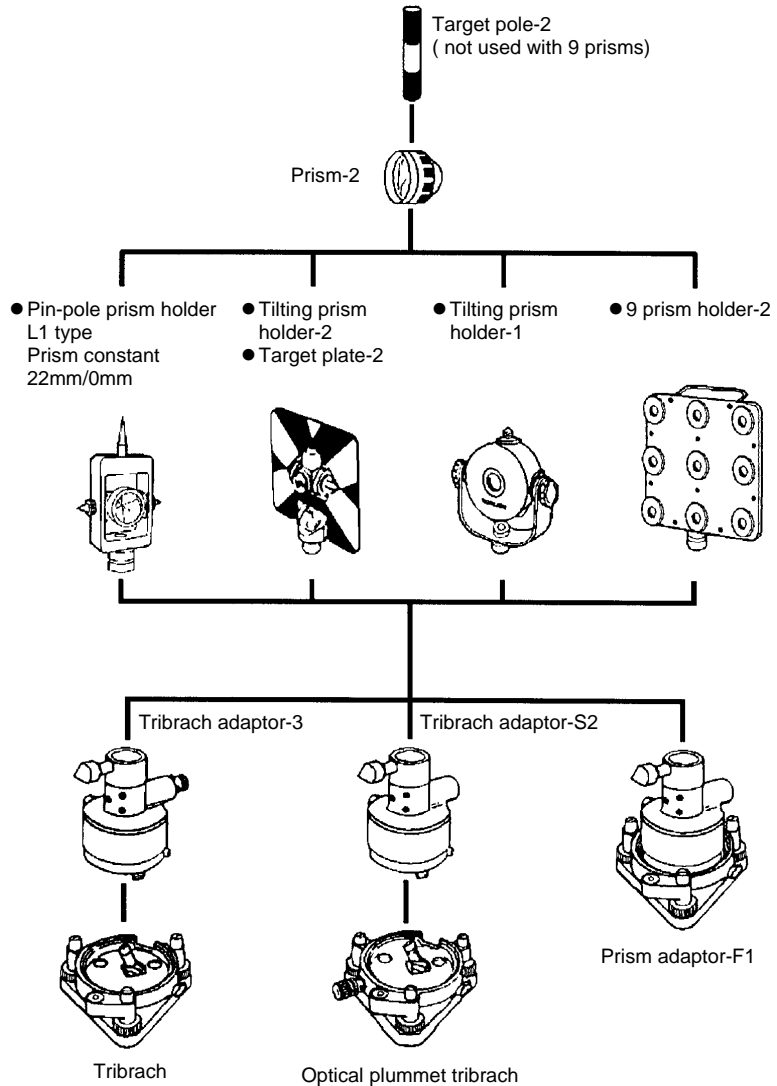 Target pole-2
( not used with 9 prisms)
Prism-2
● Pin-pole prism holder
L1 type
Prism constant
22mm/0mm
● Tilting prism
holder-2
● Target plate-2
● Tilting prism
holder-1
● 9 prism holder-2
Tribrach adaptor-3
Tribrach adaptor-S2
Prism adaptor-F1
Tribrach
Optical plummet tribrach